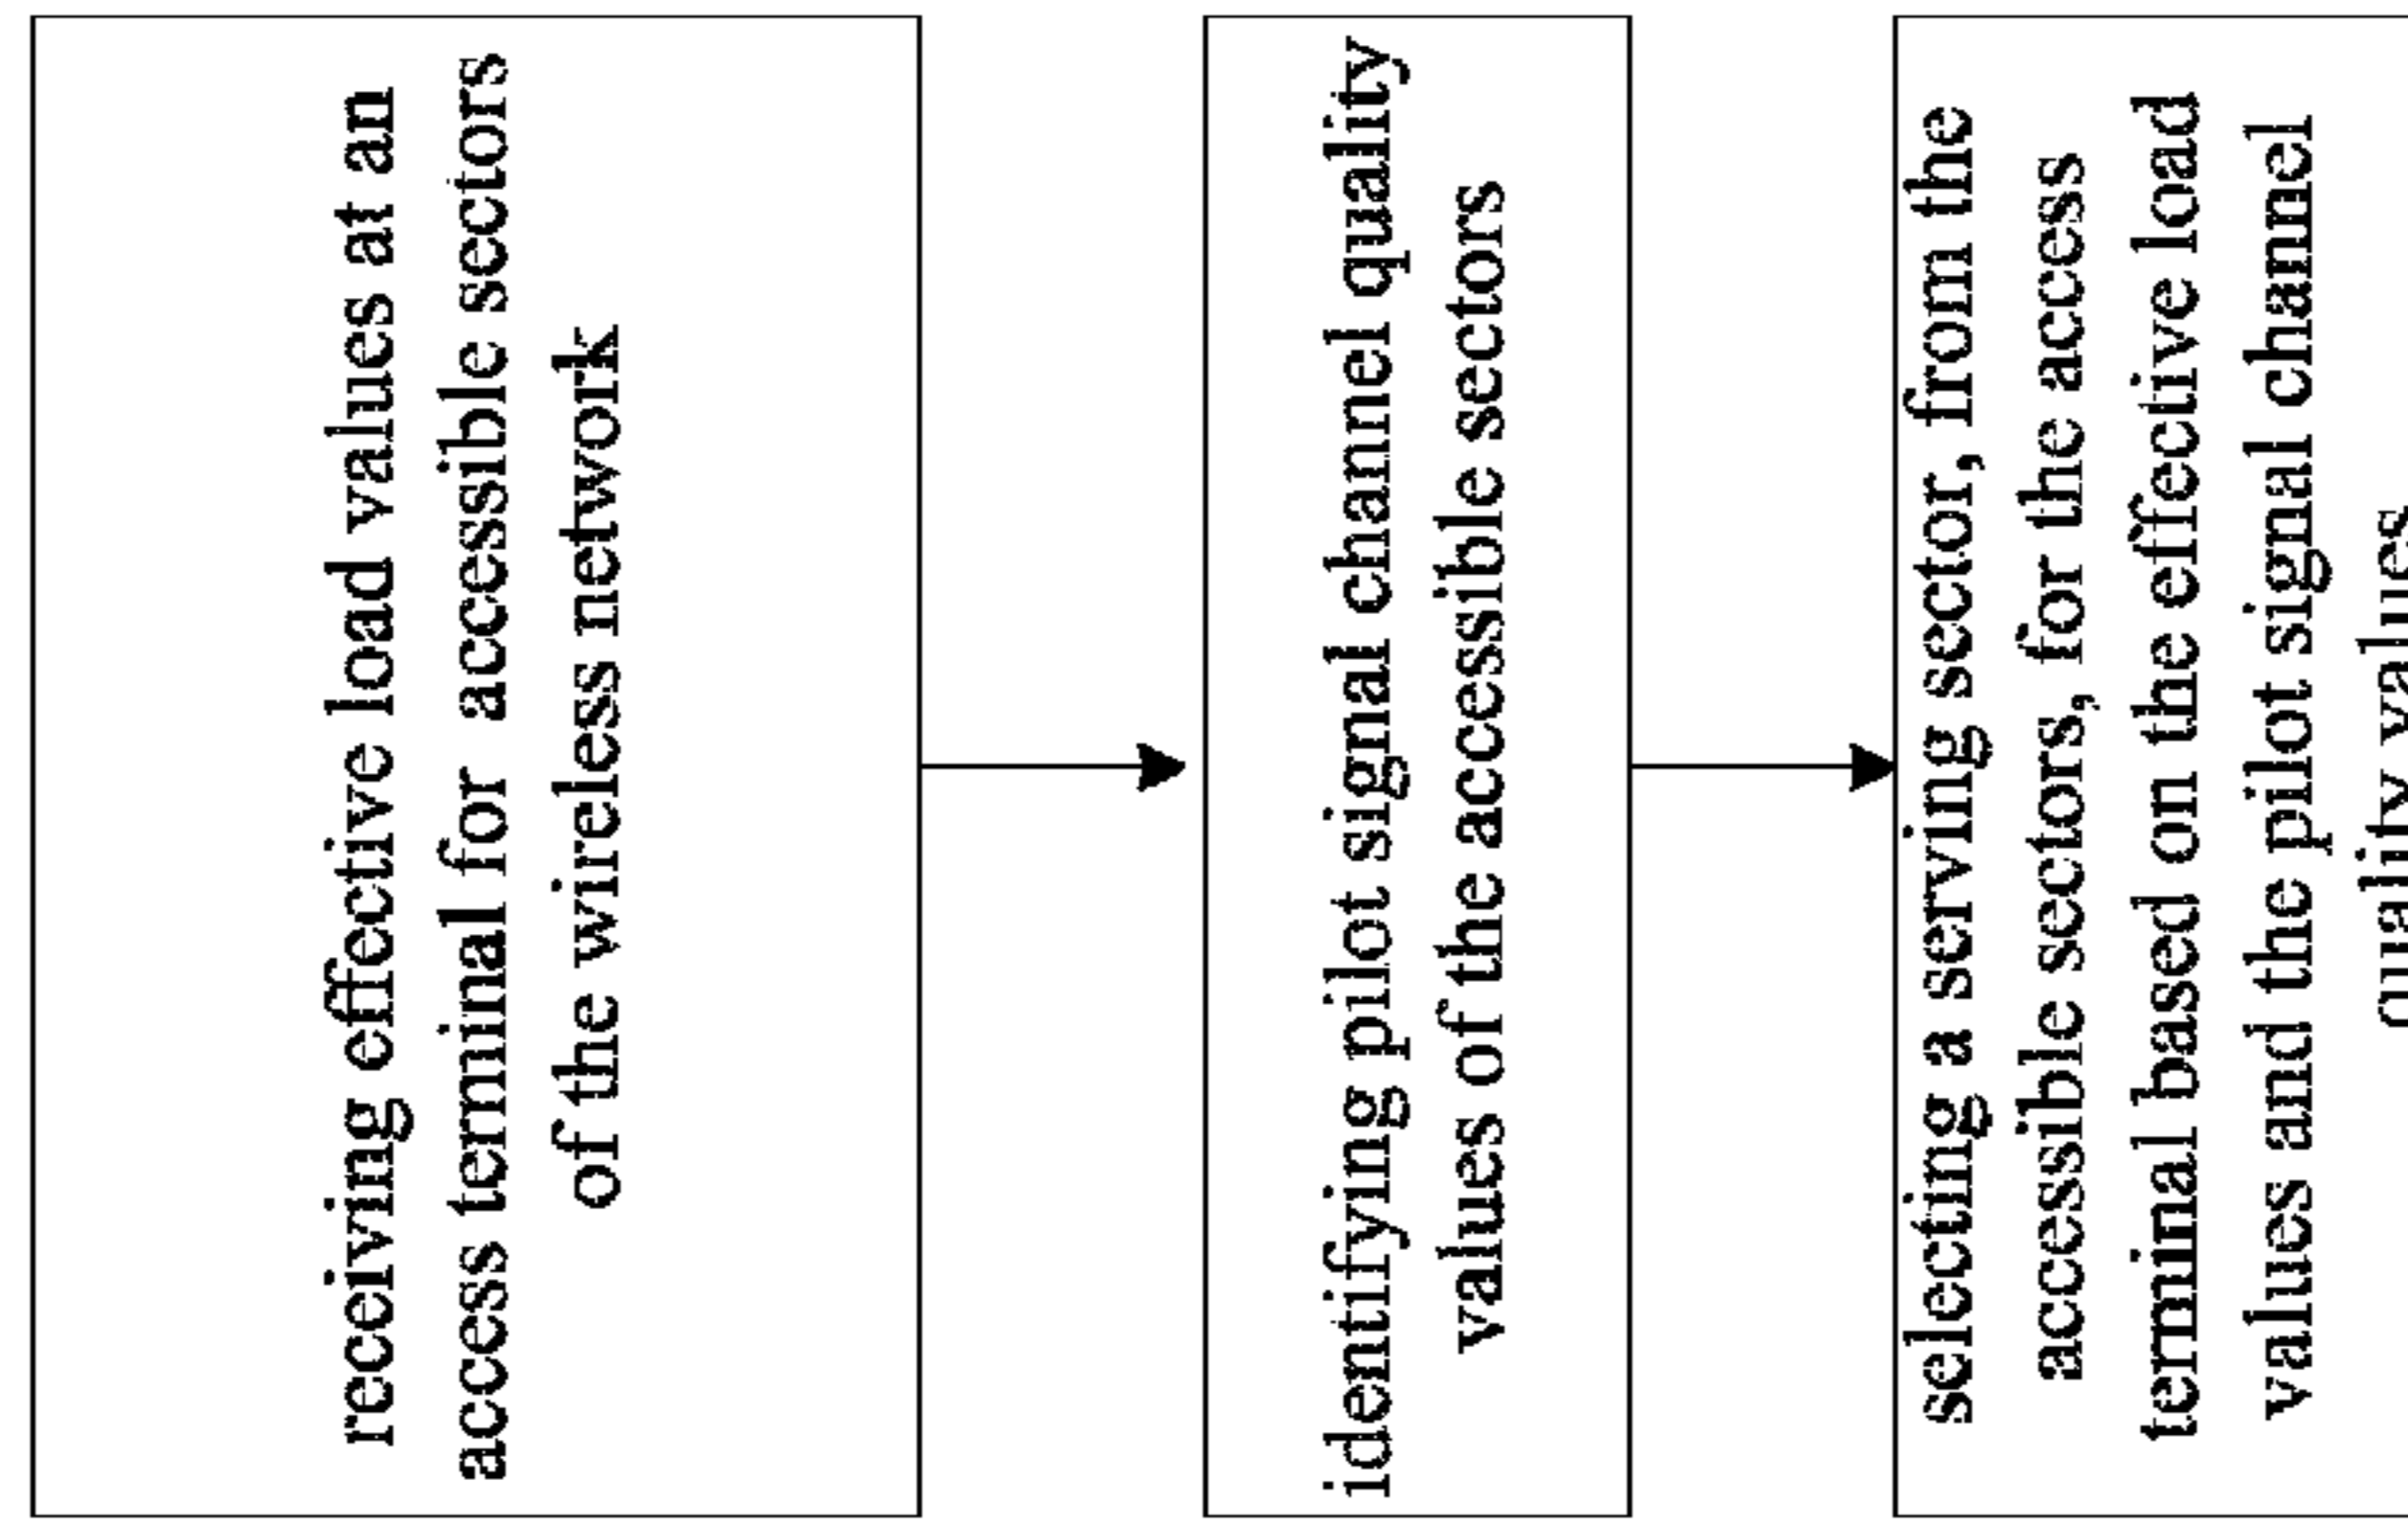 receiving effective load values at an
access terminal for accessible sectors
of the wireless network
identifying pilot signal channel quality
values of the accessible sectors
selecting a serving sector, from the
accessible sectors, for the access
terminal based on the effective load
values and the pilot signal channel
quality values